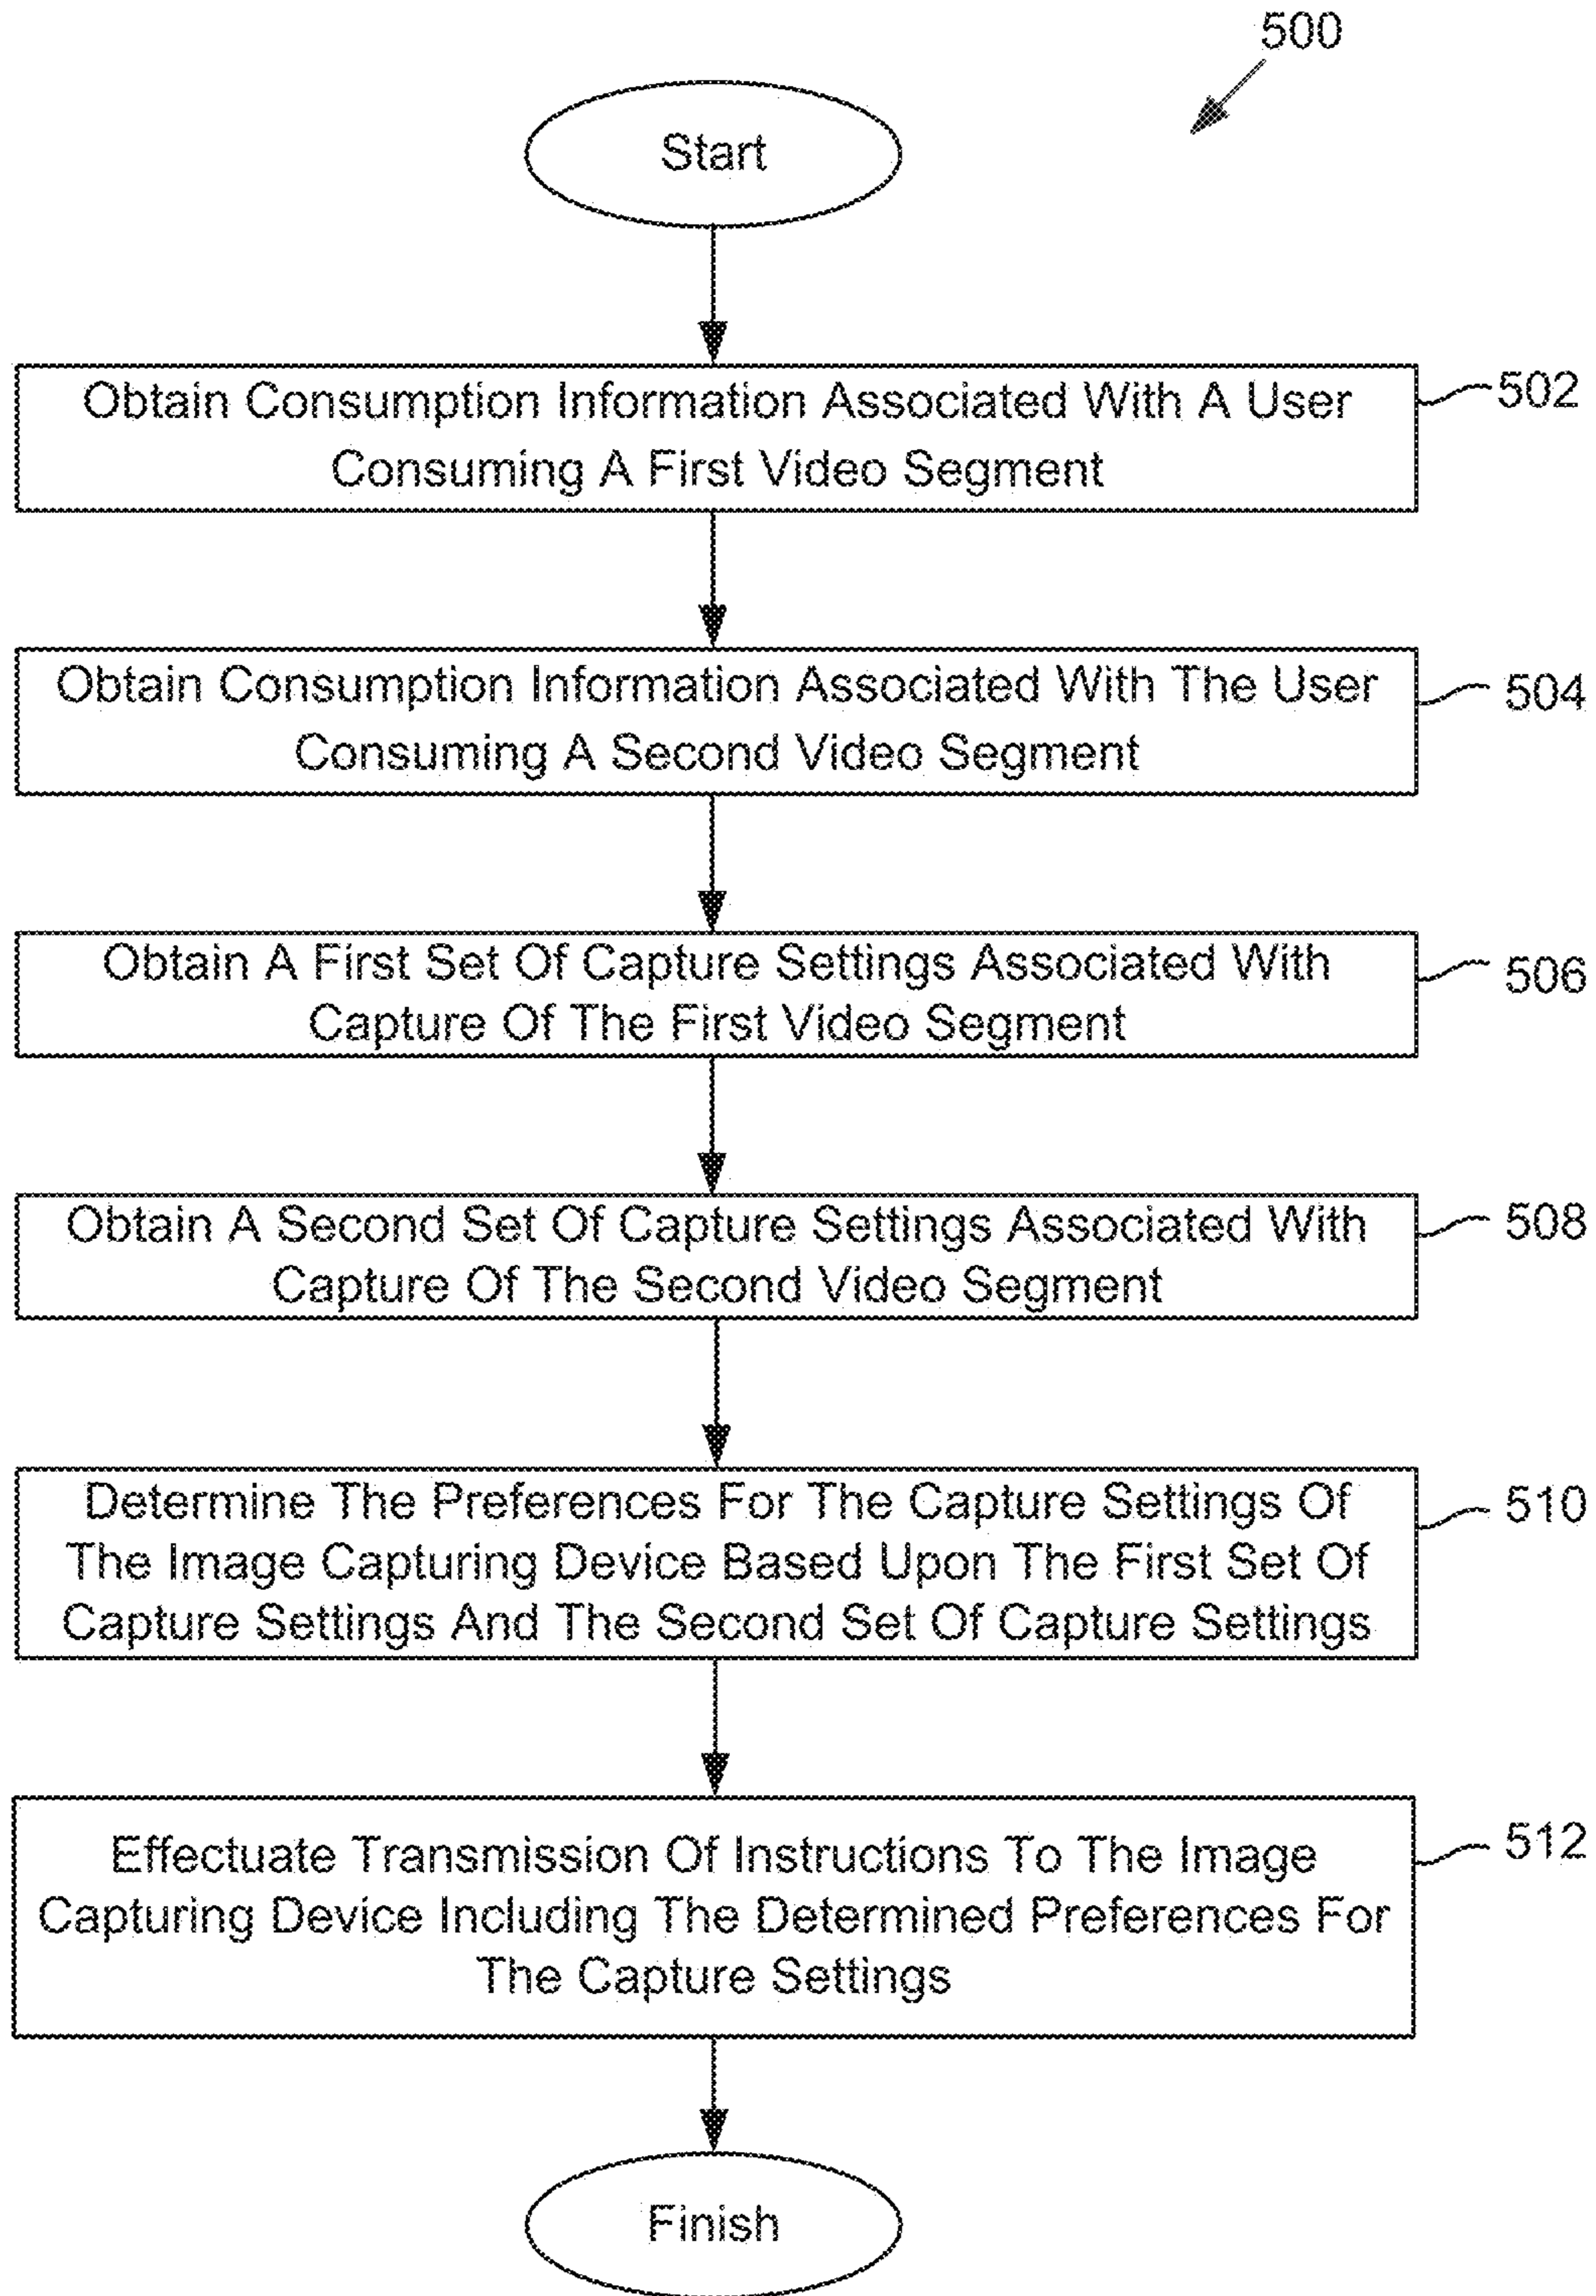 500
Start
Obtain Consumption Information Associated With A User
Consuming A First Video Segment
502
Obtain Consumption Information Associated With The User
Consuming A Second Video Segment
504
Obtain A First Set Of Capture Settings Associated With
Capture Of The First Video Segment
506
Obtain A Second Set Of Capture Settings Associated With
Capture Of The Second Video Segment
508
Determine The Preferences For The Capture Settings Of
The Image Capturing Device Based Upon The First Set Of
Capture Settings And The Second Set Of Capture Settings
510
Effectuate Transmission Of Instructions To The Image
Capturing Device Including The Determined Preferences For
The Capture Settings
512
Finish